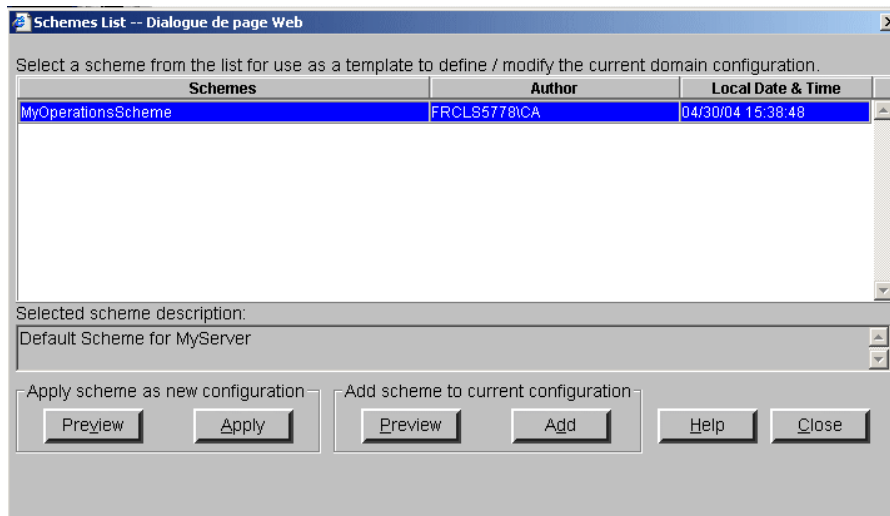 Schemes List -- Dialogue de page Web
Select a scheme from the list for use as a template to define / modify the current domain configuration.
Schemes Author Local Date & Time
MyOperationsScheme FRCLS5778\CA 04/30/04 15:38:48
Selected scheme description:
Default Scheme for MyServer
Apply scheme as new configuration Add scheme to current configuration
Preview Apply Preview Add Help Close